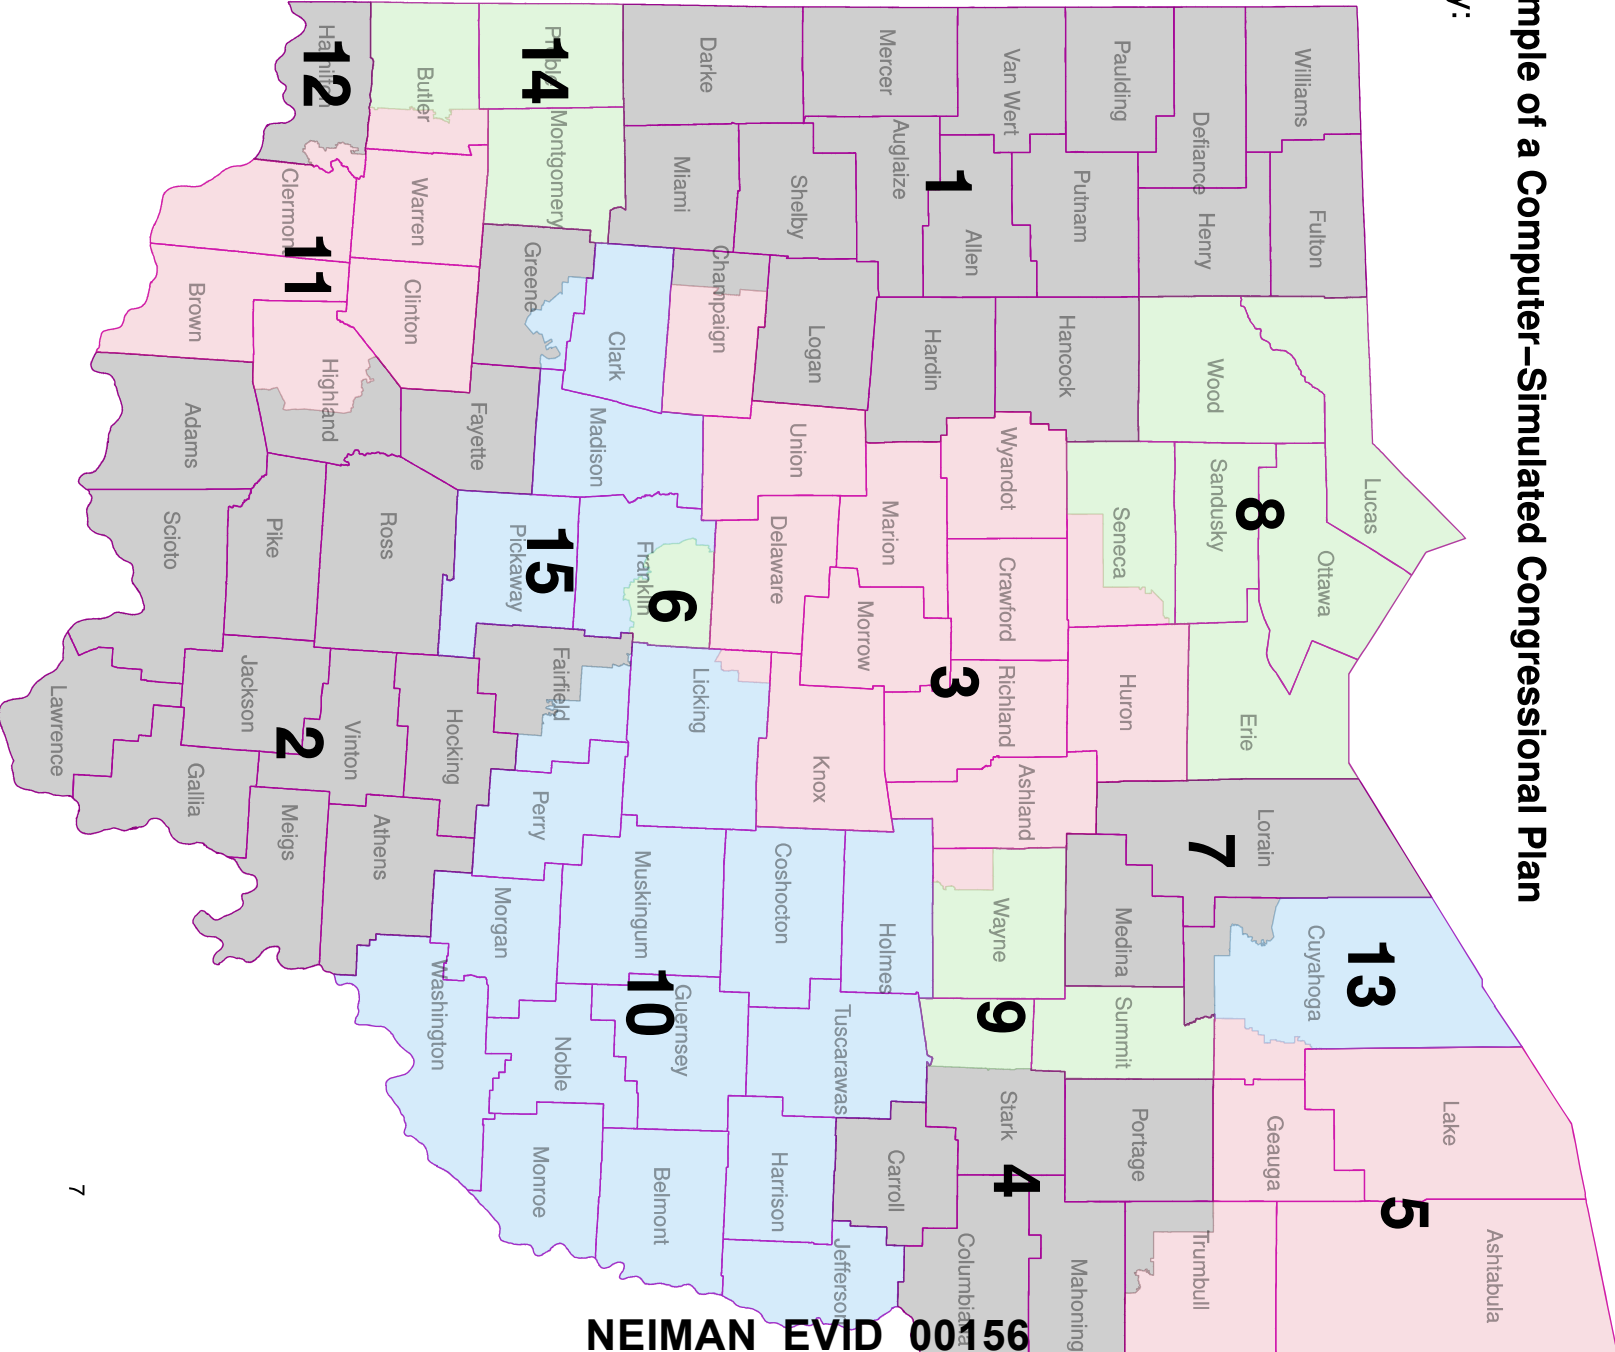 mple of a Computer–Simulated Congressional Plan
y:
Williams
Fulton
Defiance
Henry
Paulding
Putnam
Van Wert
Allen
Mercer
Auglaize
1
Darke
Shelby
Miami
Champaign
Logan
Hardin
Hancock
Wood
Lucas
Ottawa
Sandusky
8
Seneca
Erie
Huron
Wyandot
Crawford
Marion
Morrow
Richland
3
Ashland
Knox
Delaware
Union
Preble
14
Montgomery
Butler
Hamilton
12
Warren
Clermont
11
Clinton
Brown
Highland
Adams
Greene
Clark
Madison
Fayette
Pickaway
15
Franklin
6
Ross
Pike
Scioto
Jackson
Lawrence
Gallia
2
Vinton
Hocking
Meigs
Athens
Fairfield
Licking
Perry
Muskingum
Coshocton
Holmes
Morgan
Washington
10
Guernsey
Noble
Monroe
Belmont
Harrison
Tuscarawas
Jefferson
Carroll
Columbiana
Stark
4
Mahoning
Portage
Trumbull
Wayne
9
Summit
Medina
Lorain
7
Cuyahoga
13
Lake
Geauga
5
Ashtabula
7
NEIMAN_EVID_00156